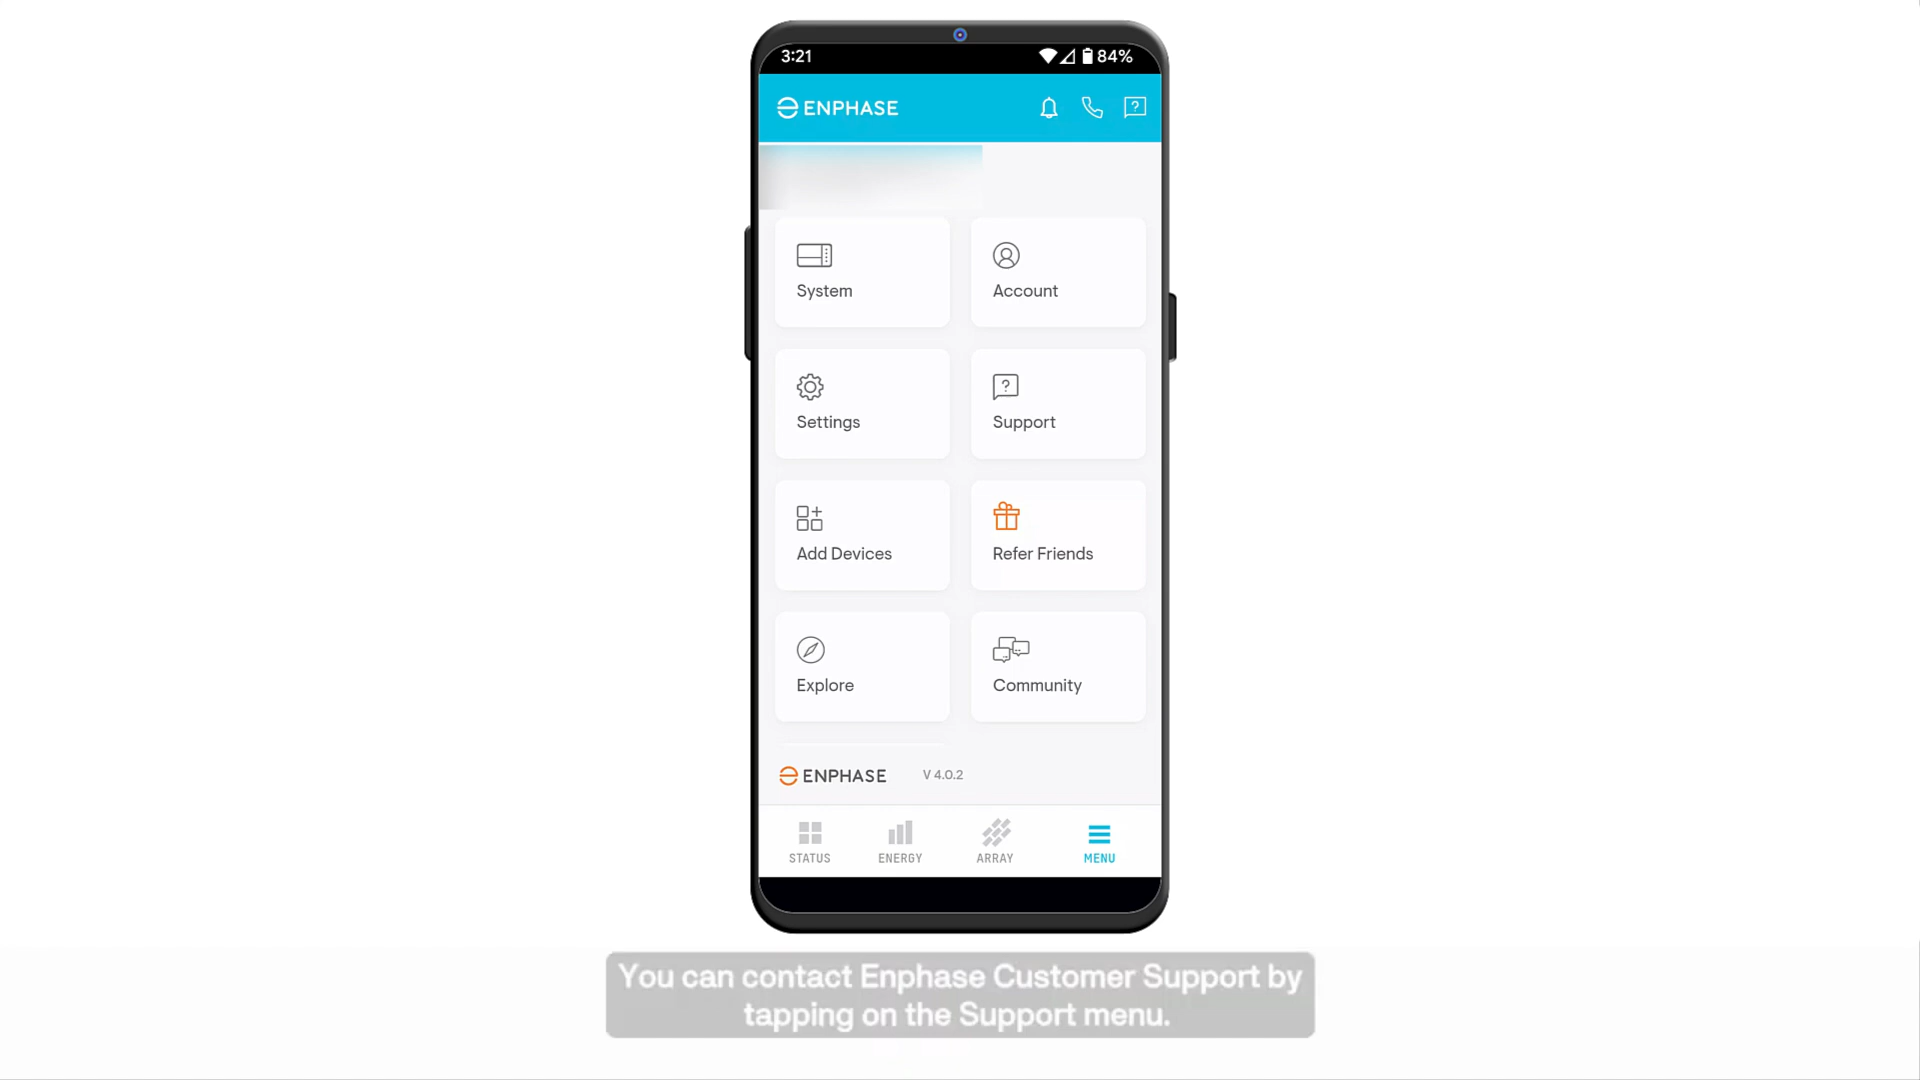 3:21
84%
ENPHASE
System
Account
Settings
Support
Add Devices
Refer Friends
Explore
Community
ENPHASE
V 4.0.2
STATUS
ENERGY
ARRAY
MENU
You can contact Enphase Customer Support by
tapping on the Support menu.